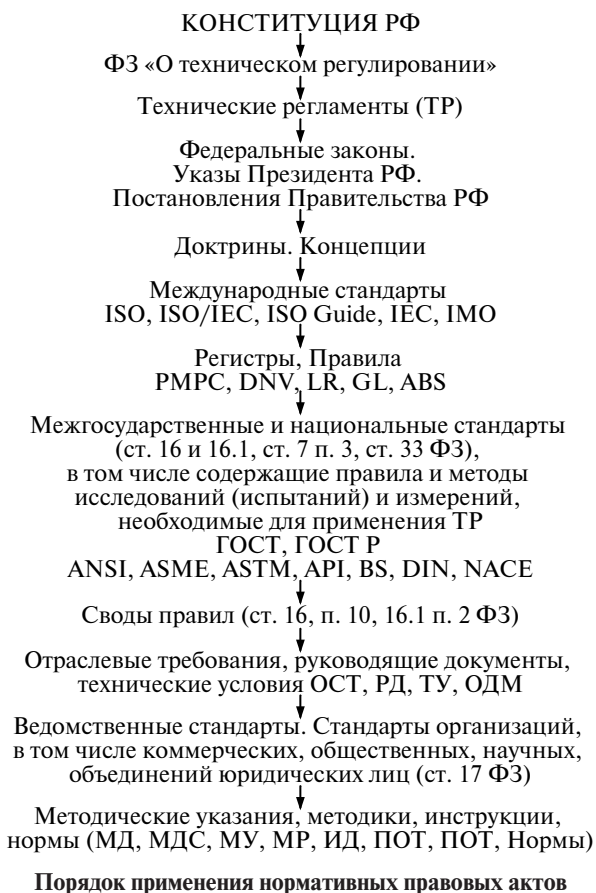 КОНСТИТУЦИЯ РФ
ФЗ «О техническом регулировании»
Технические регламенты (ТР)
Федеральные законы.
Указы Президента РФ.
Постановления Правительства РФ
Доктрины. Концепции
Международные стандарты
ISO, ISO/IEC, ISO Guide, IEC, IMO
Регистры, Правила
РМРС, DNV, LR, GL, ABS
Межгосударственные и национальные стандарты
(ст. 16 и 16.1, ст. 7 п. 3, ст. 33 ФЗ),
в том числе содержащие правила и методы
исследований (испытаний) и измерений,
необходимые для применения ТР
ГОСТ, ГОСТ Р
ANSI, ASME, ASTM, API, BS, DIN, NACE
Своды правил (ст. 16, п. 10, 16.1 п. 2 ФЗ)
Отраслевые требования, руководящие документы,
технические условия ОСТ, РД, ТУ, ОДМ
Ведомственные стандарты. Стандарты организаций,
в том числе коммерческих, общественных, научных,
объединений юридических лиц (ст. 17 ФЗ)
Методические указания, методики, инструкции,
нормы (МД, МДС, МУ, МР, ИД, ПОТ, ПОТ, Нормы)
Порядок применения нормативных правовых актов